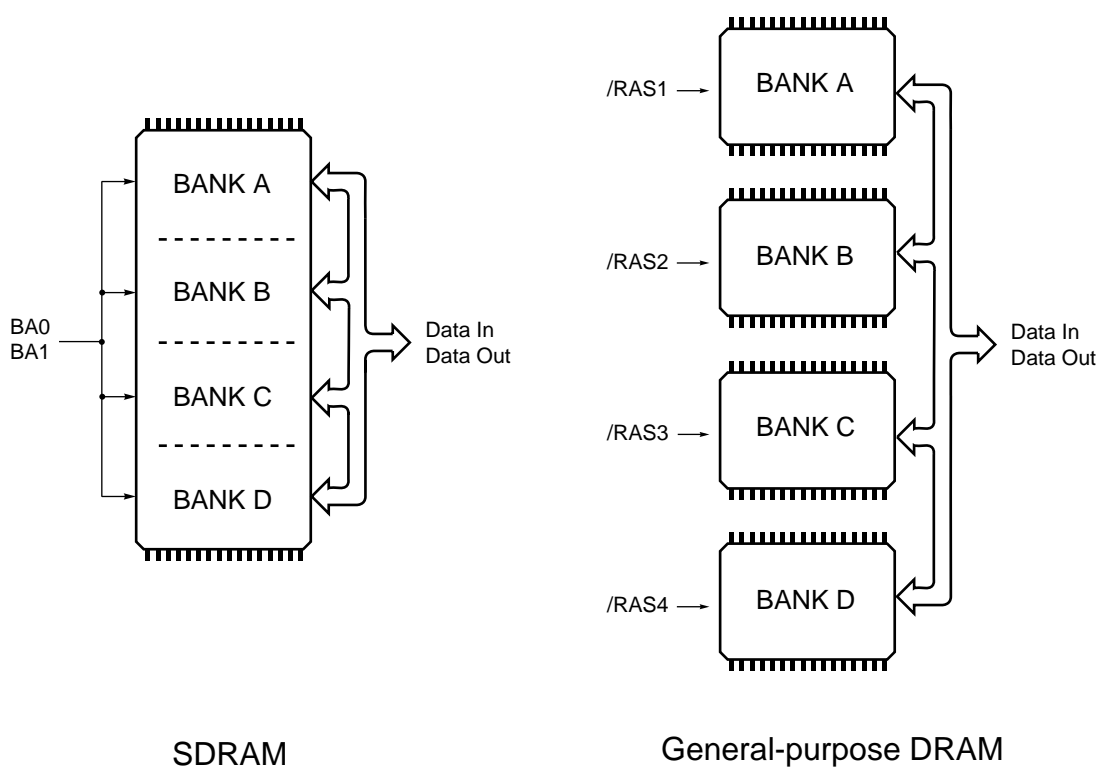 BA0
BA1
BANK A
BANK B
BANK C
BANK D
Data In
Data Out
SDRAM
/RAS1
BANK A
/RAS2
BANK B
/RAS3
BANK C
/RAS4
BANK D
Data In
Data Out
General-purpose DRAM